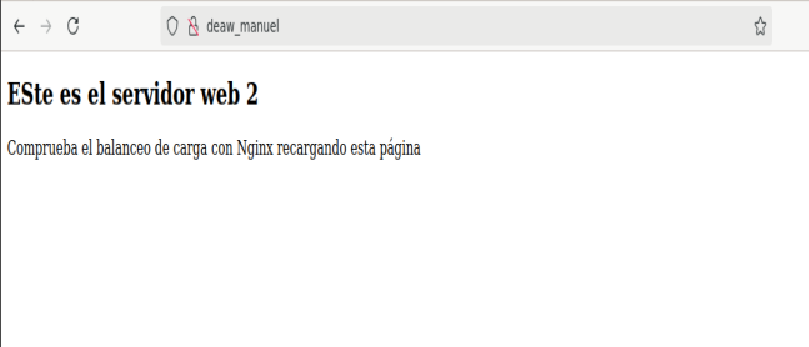 deaw_manuel
ESte es el servidor web 2
Comprueba el balanceo de carga con Nginx recargando esta página